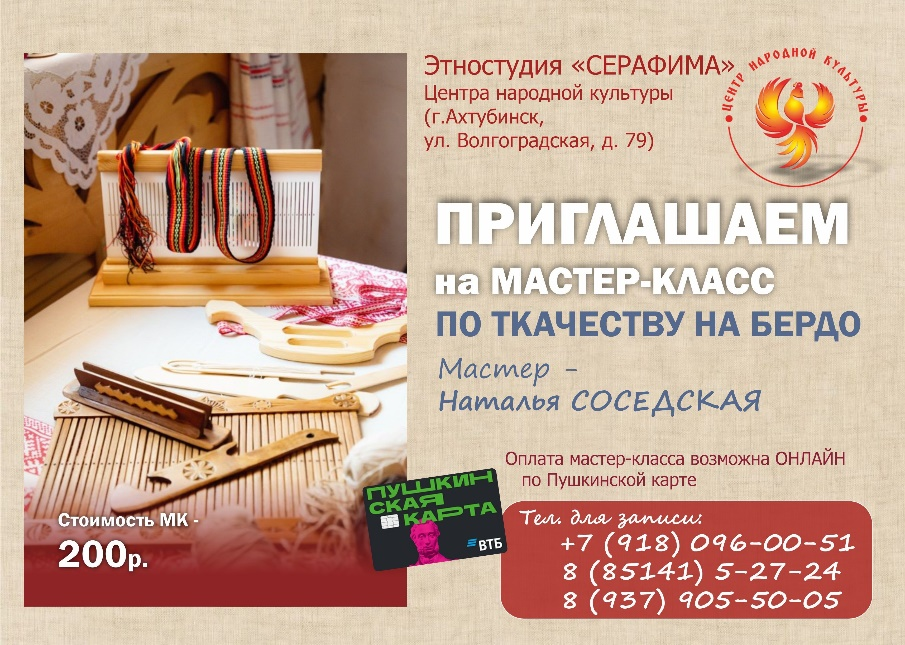 Этностудия «СЕРАФИМА»
Центра народной культуры
(г.Ахтубинск,
ул. Волгоградская, д. 79)
ЦЕНТР НАРОДНОЙ КУЛЬТУРЫ
ПРИГЛАШАЕМ
на МАСТЕР-КЛАСС
ПО ТКАЧЕСТВУ НА БЕРДО
Мастер -
Наталья СОСЕДСКАЯ
Оплата мастер-класса возможна ОНЛАЙН
по Пушкинской карте
ПУШКИН
СКАЯ
КАРТА
ВТБ
Стоимость МК -
200р.
Тел. для записи:
+7 (918) 096-00-51
8 (85141) 5-27-24
8 (937) 905-50-05